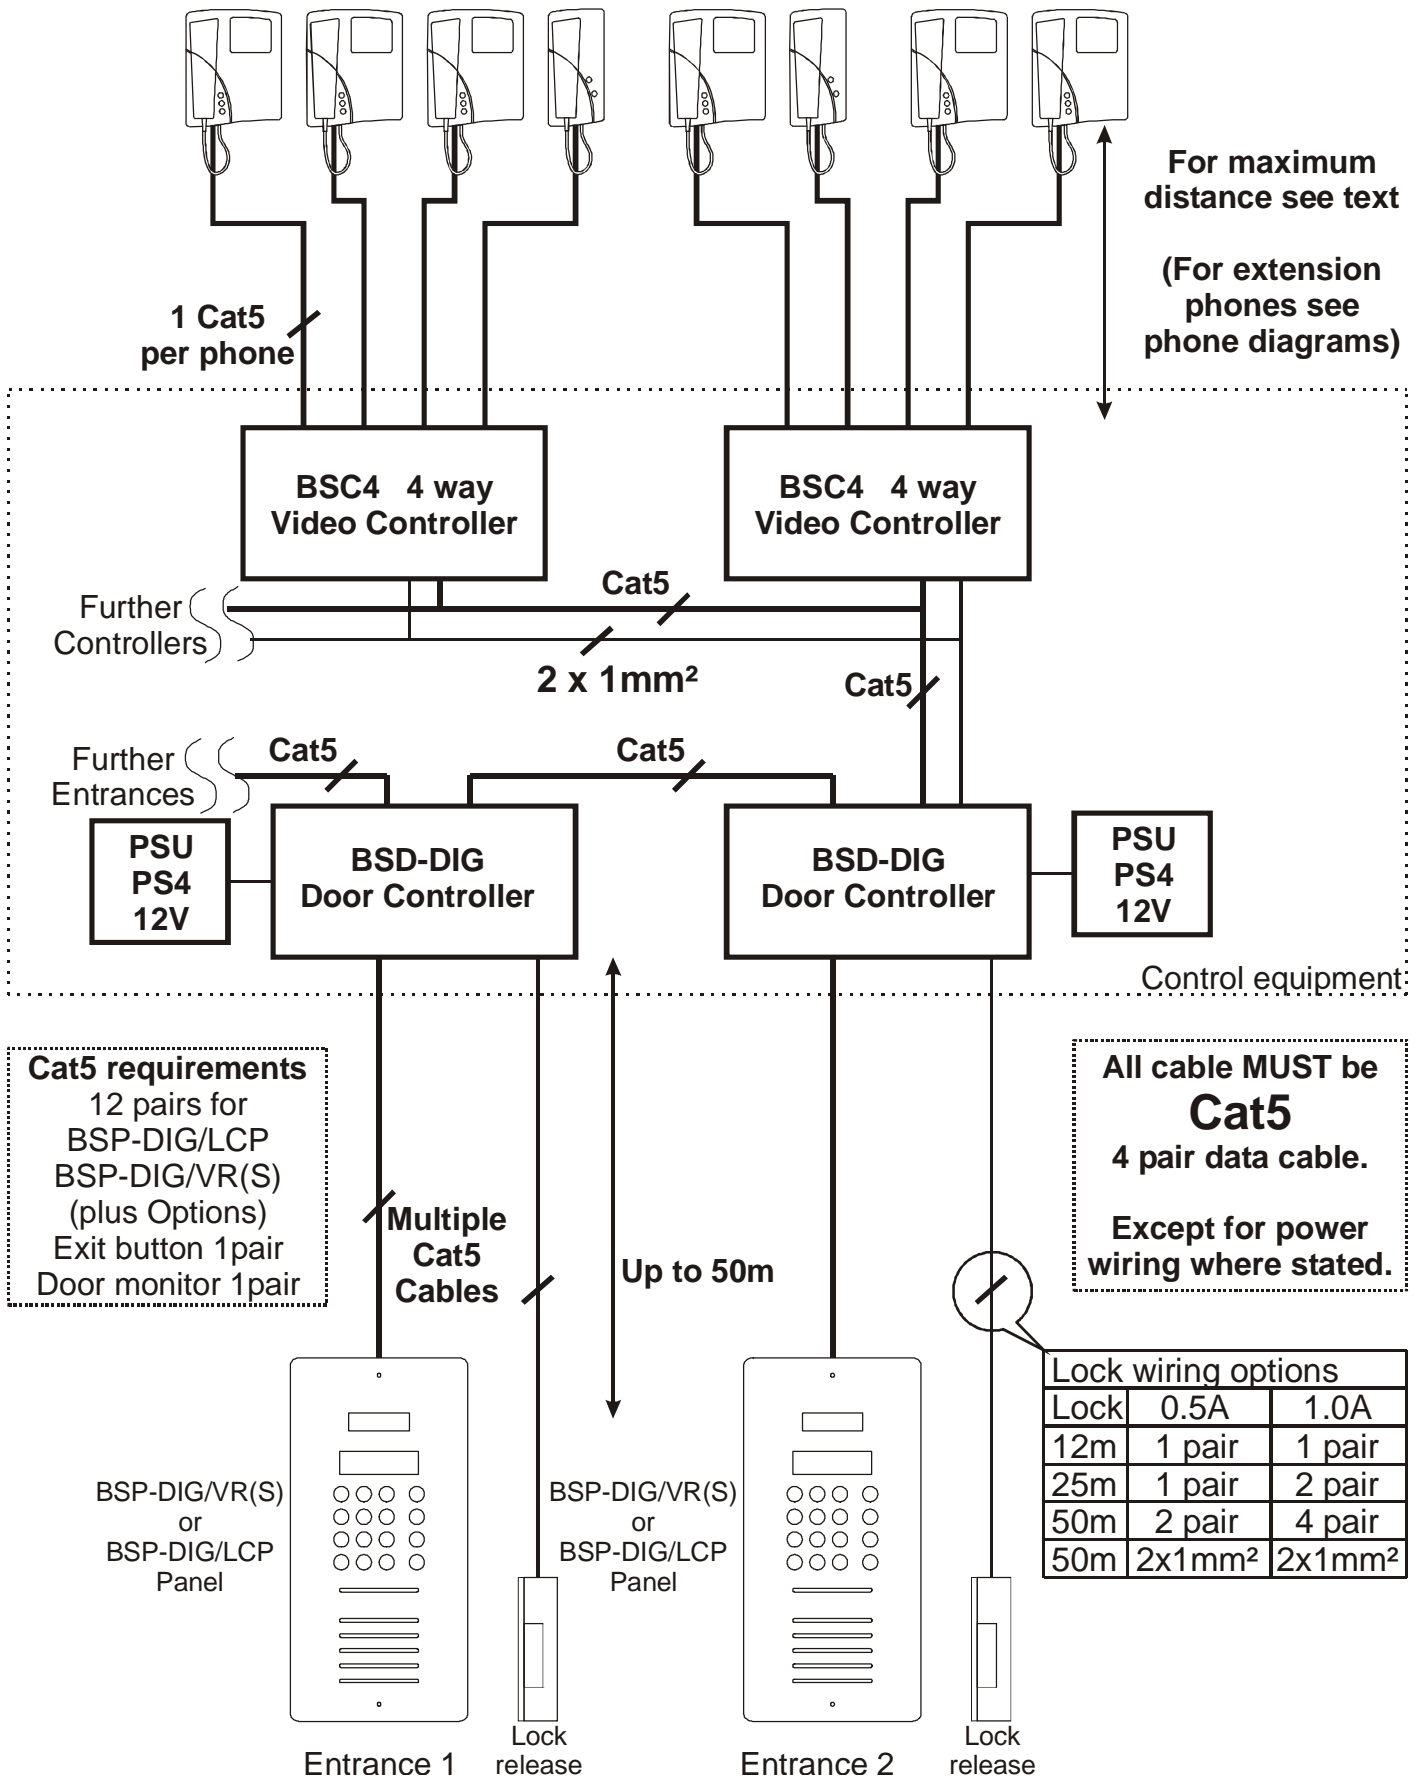 For maximum
distance see text
(For extension
phones see
phone diagrams)
1 Cat5
per phone
BSC4 4 way
Video Controller
BSC4 4 way
Video Controller
Further
Controllers
Cat5
2 x 1mm²
Cat5
Further
Entrances
Cat5
Cat5
PSU
PS4
12V
BSD-DIG
Door Controller
BSD-DIG
Door Controller
PSU
PS4
12V
Control equipment
Cat5 requirements
12 pairs for
BSP-DIG/LCP
BSP-DIG/VR(S)
(plus Options)
Exit button 1pair
Door monitor 1pair
Multiple
Cat5
Cables
Up to 50m
All cable MUST be
Cat5
4 pair data cable.
Except for power
wiring where stated.
Lock wiring options
Lock 0.5A 1.0A
12m 1 pair 1 pair
25m 1 pair 2 pair
50m 2 pair 4 pair
50m 2x1mm² 2x1mm²
BSP-DIG/VR(S)
or
BSP-DIG/LCP
Panel
BSP-DIG/VR(S)
or
BSP-DIG/LCP
Panel
Entrance 1
Lock
release
Entrance 2
Lock
release